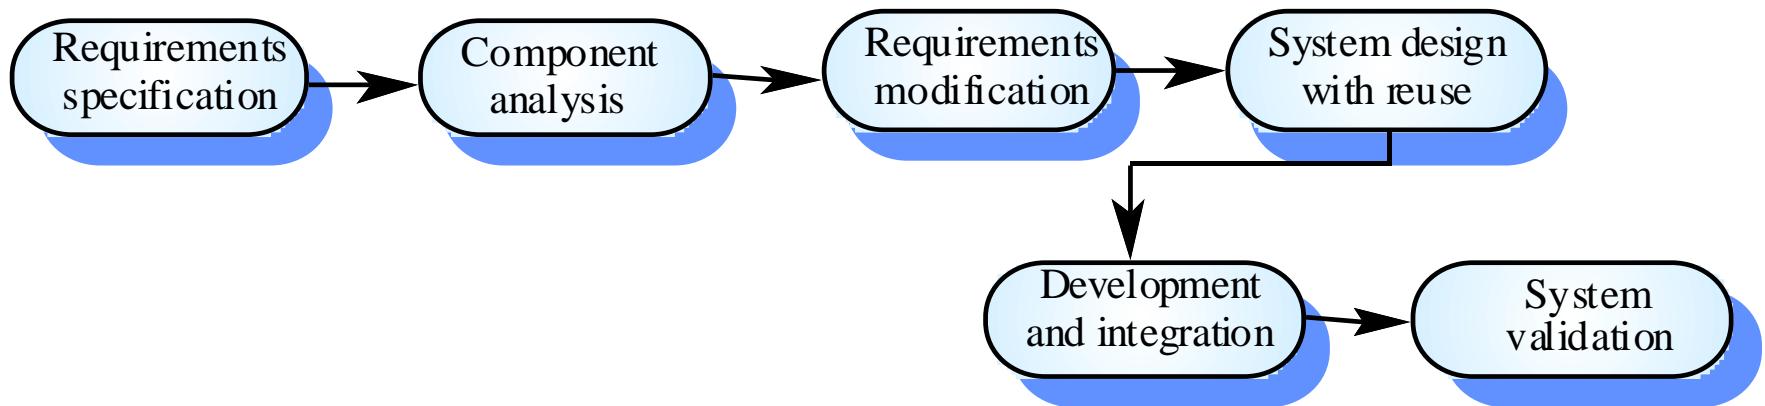 Requirements
specification
Component
analysis
Requirements
modification
System design
with reuse
Development
and integration
System
validation